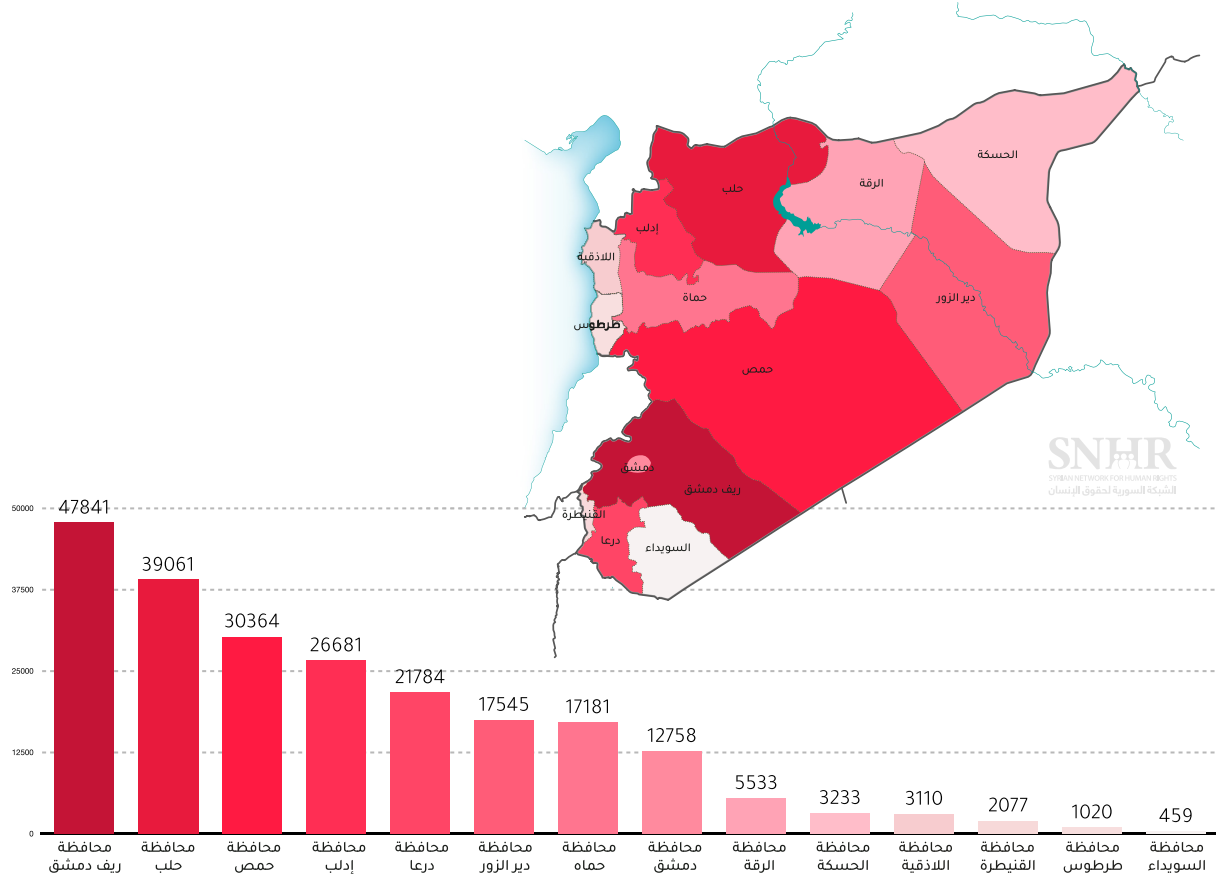 الحسكة
الرقة
حلب
إدلب
اللاذقية
حماة
دير الزور
طرطوس
حمص
SNHR
SYRIAN NETWORK FOR HUMAN RIGHTS
الشبكة السورية لحقوق الإنسان
دمشق
ريف دمشق
القنيطرة
درعا
السويداء
50000
37500
25000
12500
0
47841
39061
30364
26681
21784
17545
17181
12758
5533
3233
3110
2077
1020
459
محافظة
ريف دمشق
محافظة
حلب
محافظة
حمص
محافظة
إدلب
محافظة
درعا
محافظة
دير الزور
محافظة
حماه
محافظة
دمشق
محافظة
الرقة
محافظة
الحسكة
محافظة
اللاذقية
محافظة
القنيطرة
محافظة
طرطوس
محافظة
السويداء